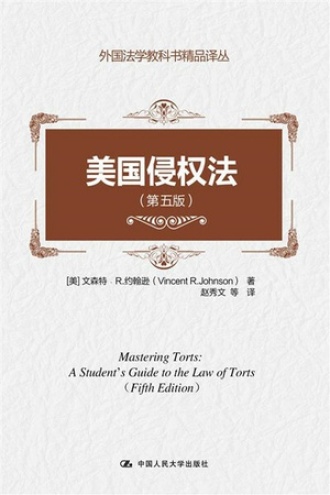 外国法学教科书精品译丛
美国侵权法
（第五版）
[美] 文森特 · R.约翰逊（Vincent R.Johnson） 著
赵秀文 等 译
Mastering Torts:
A Student's Guide to the Law of Torts
（Fifth Edition）
中国人民大学出版社